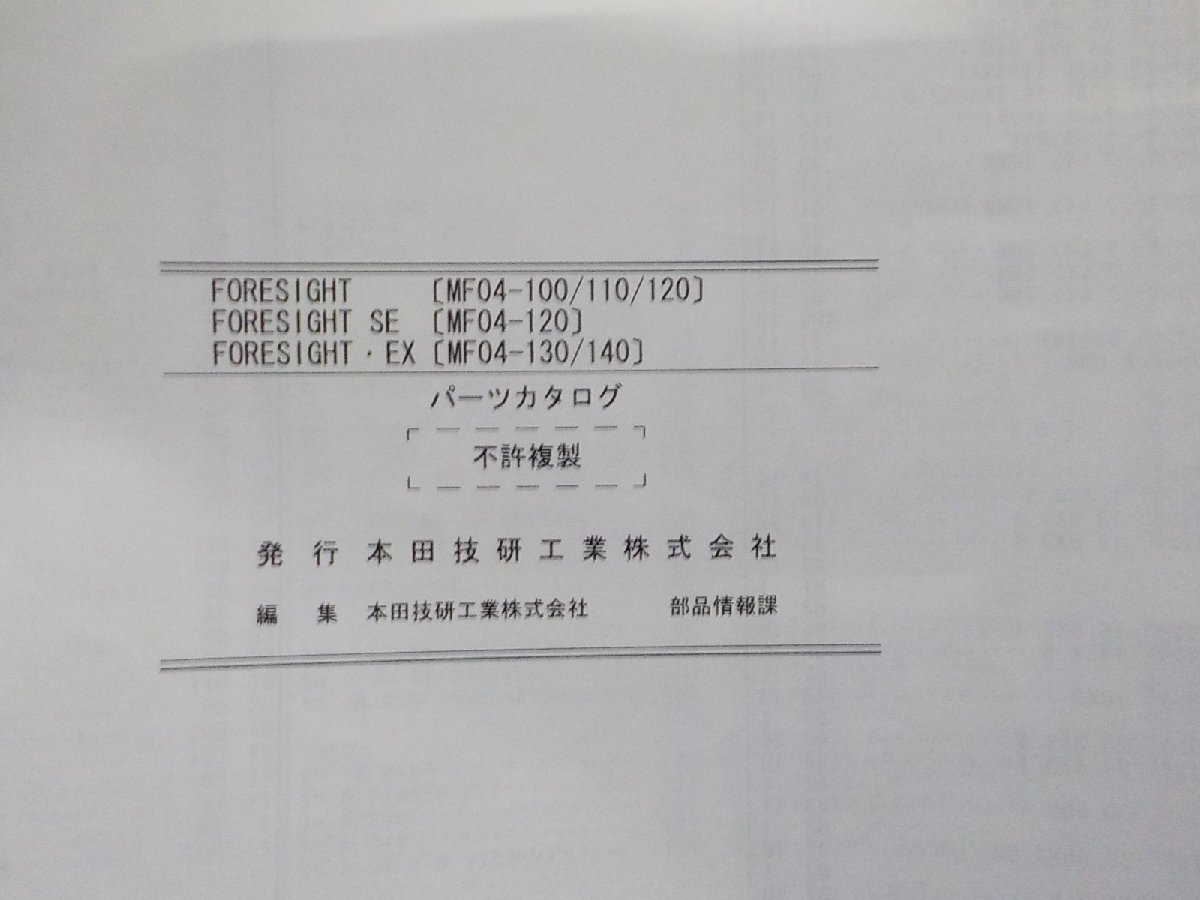 FORESIGHT 〔MF04-100/110/120〕
FORESIGHT SE 〔MF04-120〕
FORESIGHT・EX〔MF04-130/140〕
パーツカタログ
不許複製
発行 本田技研工業株式会社
編集 本田技研工業株式会社 部品情報課